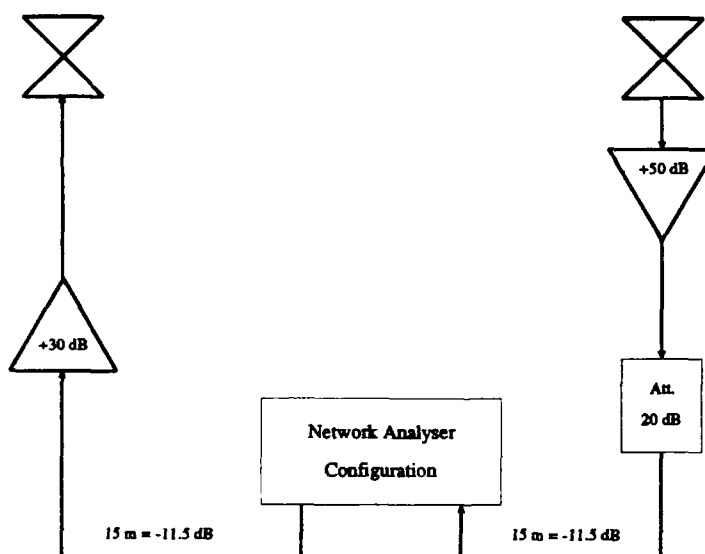 +50 dB
+30 dB
Att.
20 dB
Network Analyser
Configuration
15 m = -11.5 dB
15 m = -11.5 dB